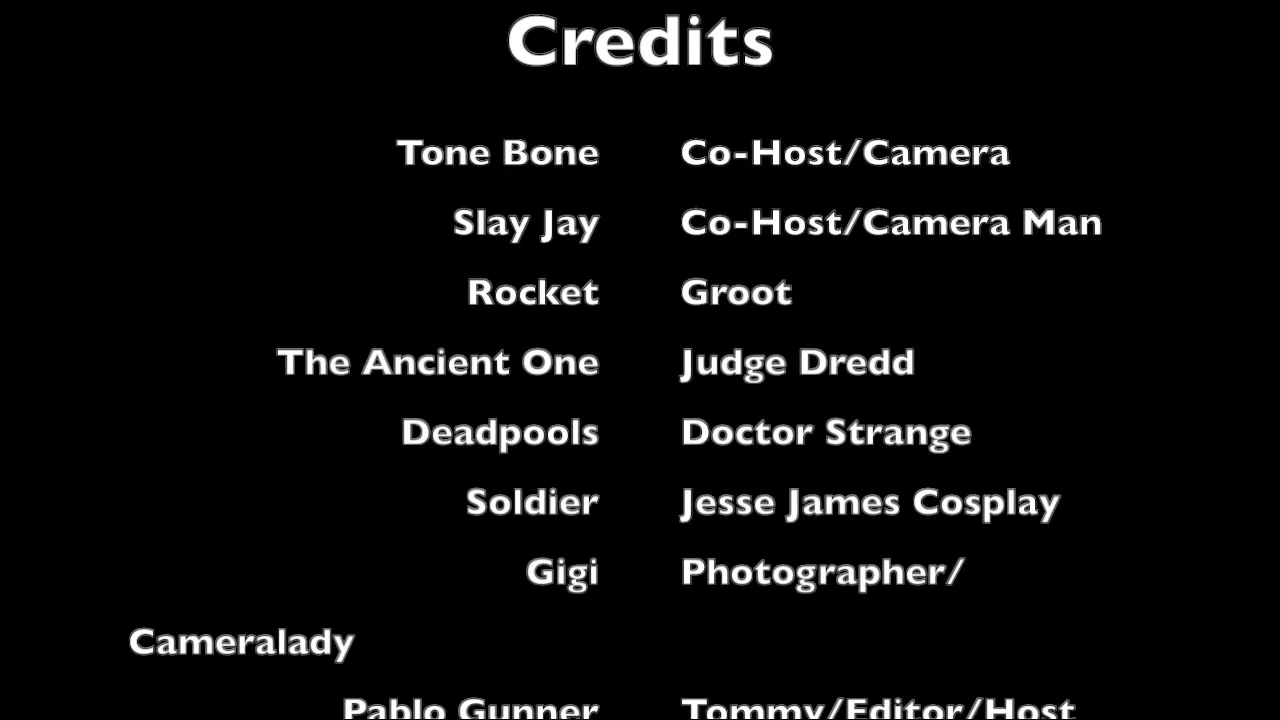 Credits
Tone Bone Co-Host/Camera
Slay Jay Co-Host/Camera Man
Rocket Groot
The Ancient One Judge Dredd
Deadpools Doctor Strange
Soldier Jesse James Cosplay
Gigi Photographer/
Cameralady
Pablo Gunner Tommy/Editor/Host